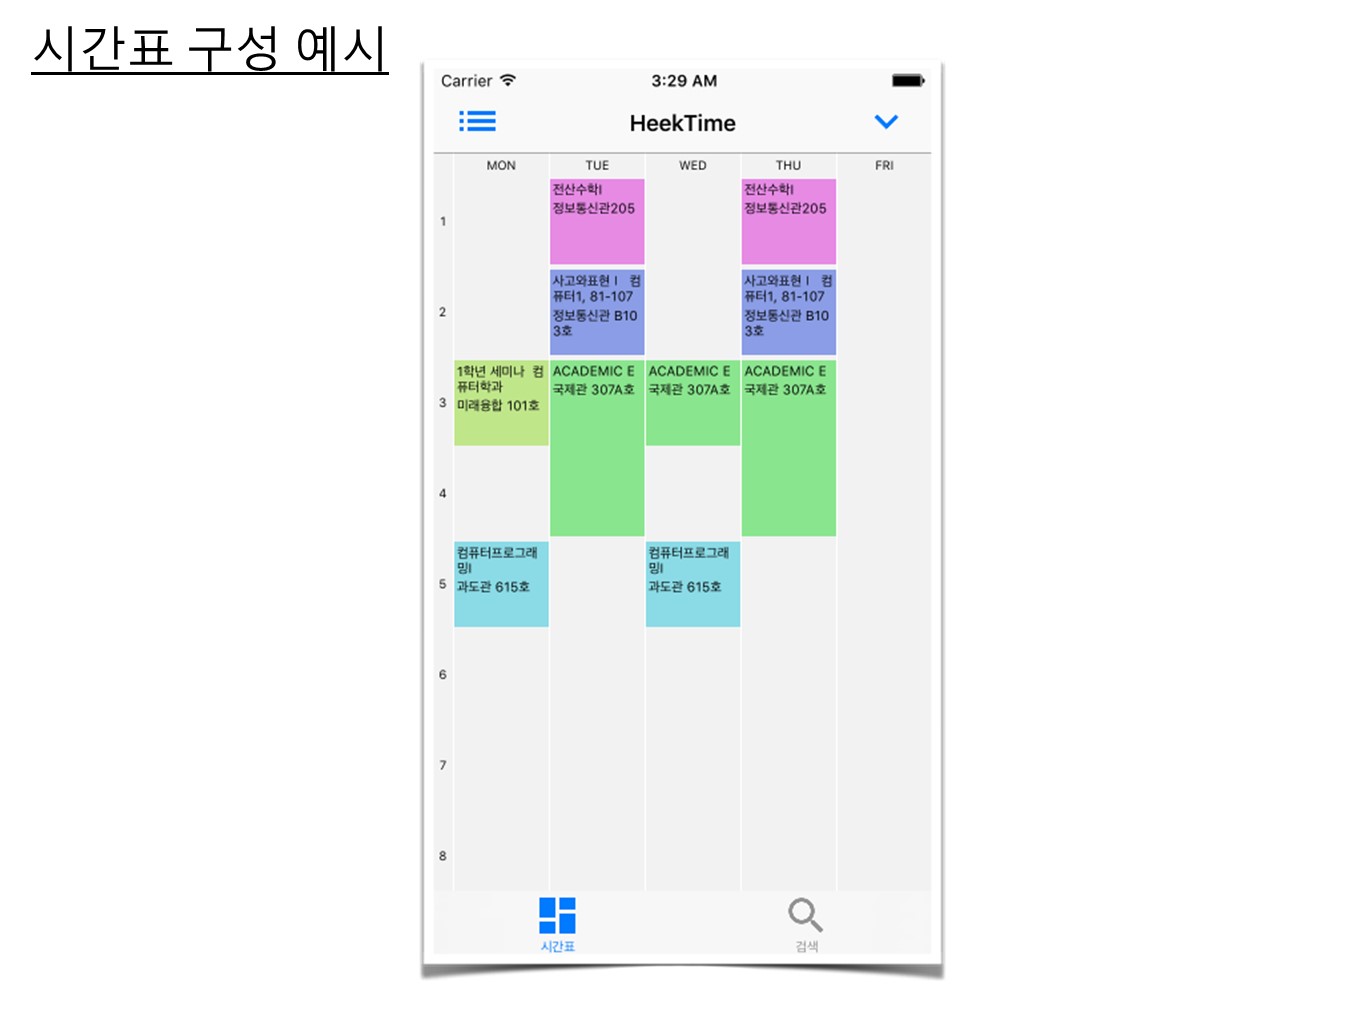 시간표 구성 예시
Carrier 3:29 AM
HeekTime
MON TUE WED THU FRI
전산수학I
정보통신관205
전산수학I
정보통신관205
1
사고와표현 I 컴
퓨터1, 81-107
정보통신관 B10
3호
사고와표현 I 컴
퓨터1, 81-107
정보통신관 B10
3호
2
1학년 세미나 컴
퓨터학과
미래융합 101호
ACADEMIC E
국제관 307A호
ACADEMIC E
국제관 307A호
ACADEMIC E
국제관 307A호
3
4
컴퓨터프로그래
밍I
과도관 615호
컴퓨터프로그래
밍I
과도관 615호
5
6
7
8
시간표 검색